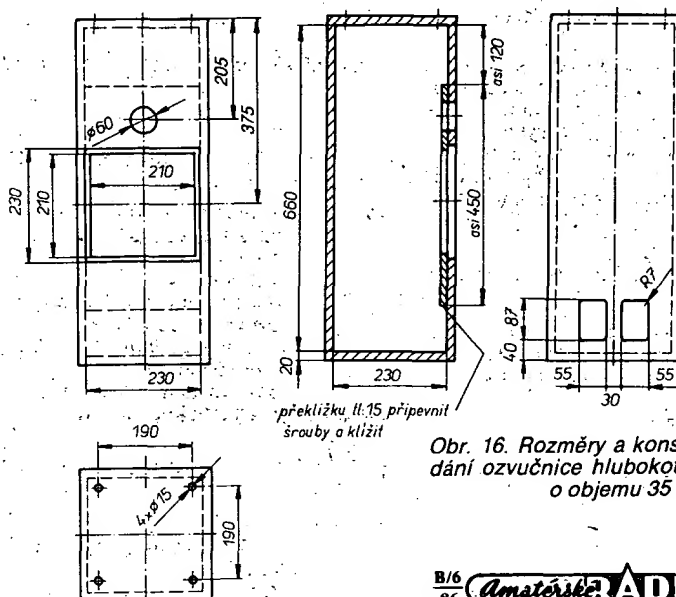 205
375
ø60
210
230
210
230
190
4xø15
190
660
20
230
asi 120
asi 450
překližku tl.15 připevnit
šrouby a klížit
R7
87
40
55
30
55
Obr. 16. Rozměry a kons
dání ozvučnice hlubokot
o objemu 35
B/6
Amatérské RAD